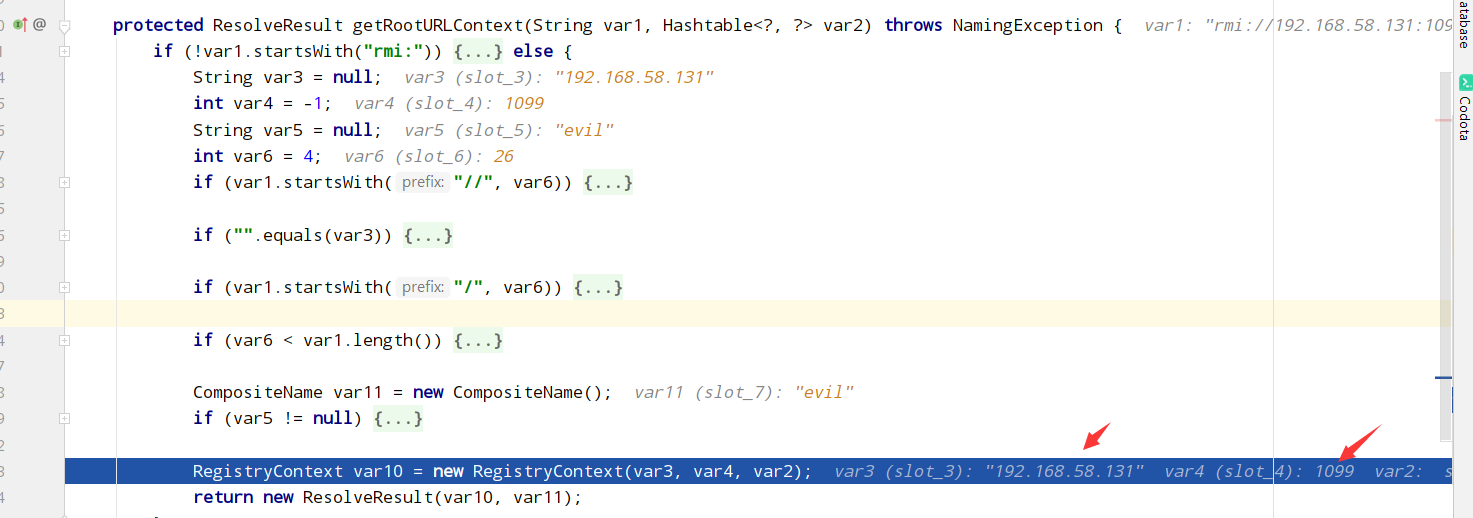 protected ResolveResult getRootURLContext(String var1, Hashtable<?, ?> var2) throws NamingException {  var1: "rmi://192.168.58.131:109
if (!var1.startsWith("rmi:")) {...} else {
String var3 = null;  var3 (slot_3): "192.168.58.131"
int var4 = -1;  var4 (slot_4): 1099
String var5 = null;  var5 (slot_5): "evil"
int var6 = 4;  var6 (slot_6): 26
if (var1.startsWith( prefix: "//", var6)) {...}
if ("".equals(var3)) {...}
if (var1.startsWith( prefix: "/", var6)) {...}
if (var6 < var1.length()) {...}
CompositeName var11 = new CompositeName();  var11 (slot_7): "evil"
if (var5 != null) {...}
RegistryContext var10 = new RegistryContext(var3, var4, var2);  var3 (slot_3): "192.168.58.131"  var4 (slot_4): 1099  var2:  s
return new ResolveResult(var10, var11);
atabase
Codota